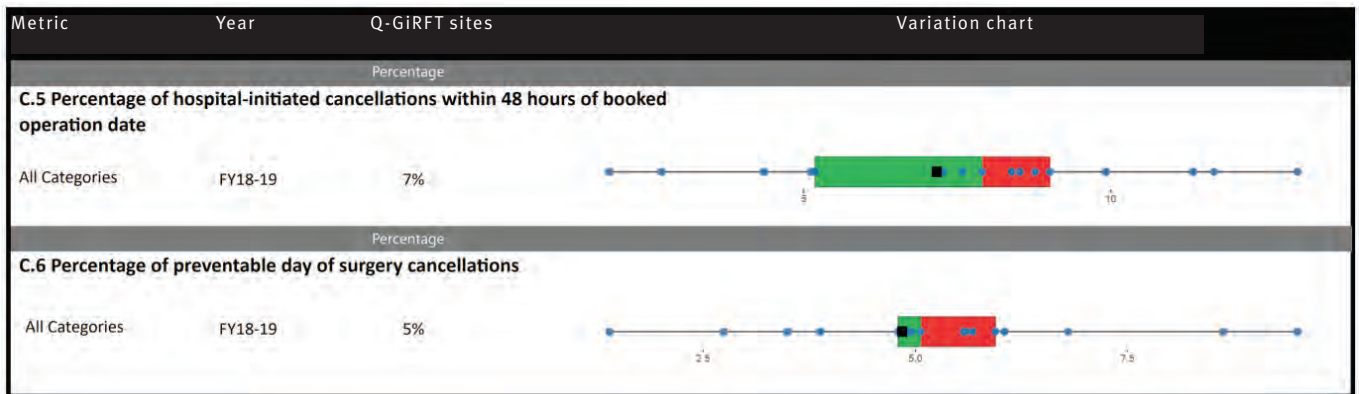 Metric Year Q-GiRFT sites Variation chart
Percentage
C.5 Percentage of hospital-initiated cancellations within 48 hours of booked
operation date
All Categories FY18-19 7%
5 10
Percentage
C.6 Percentage of preventable day of surgery cancellations
All Categories FY18-19 5%
2.5 5.0 7.5